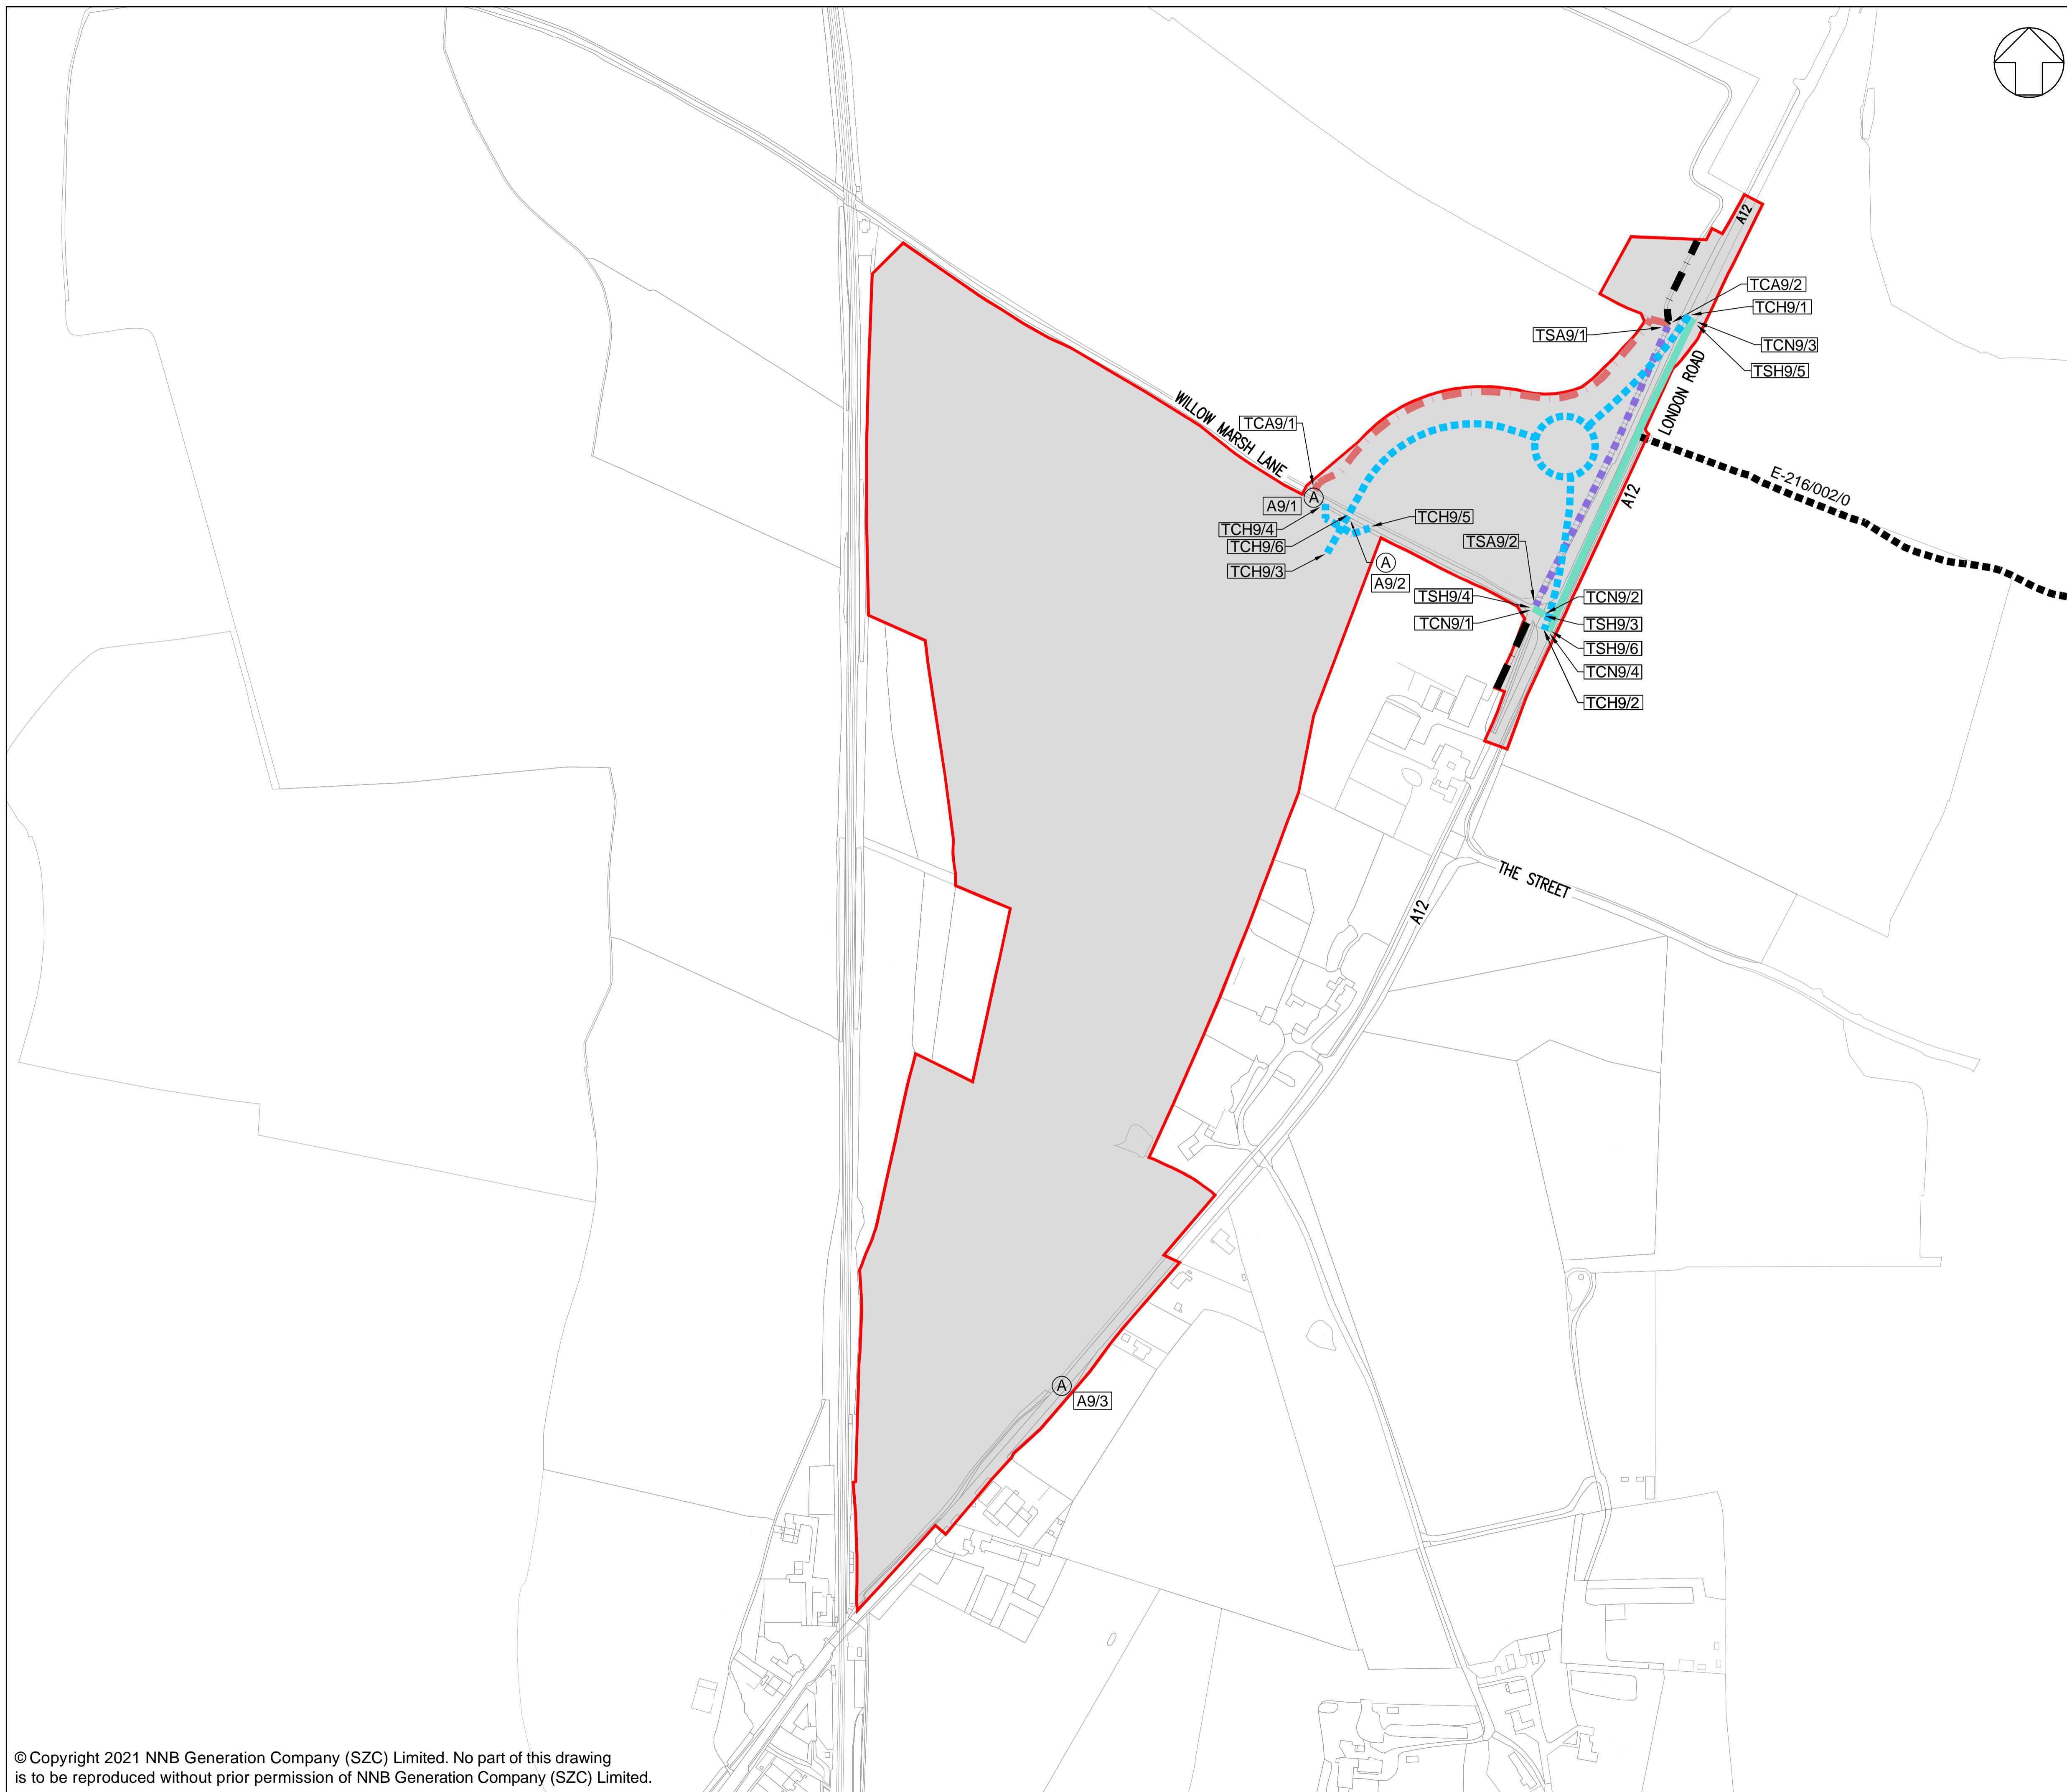 A12
TCA9/2
TCH9/1
TSA9/1
TCN9/3
LONDON ROAD
TSH9/5
WILLOW MARSH LANE
TCA9/1
E-216/002/0
A
A9/1
A12
TCH9/4
TCH9/5
TCH9/6
TSA9/2
TCH9/3
A
A9/2
TSH9/4
TCN9/2
TCN9/1
TSH9/3
TSH9/6
TCN9/4
TCH9/2
THE STREET
A12
A
A9/3
© Copyright 2021 NNB Generation Company (SZC) Limited. No part of this drawing
is to be reproduced without prior permission of NNB Generation Company (SZC) Limited.